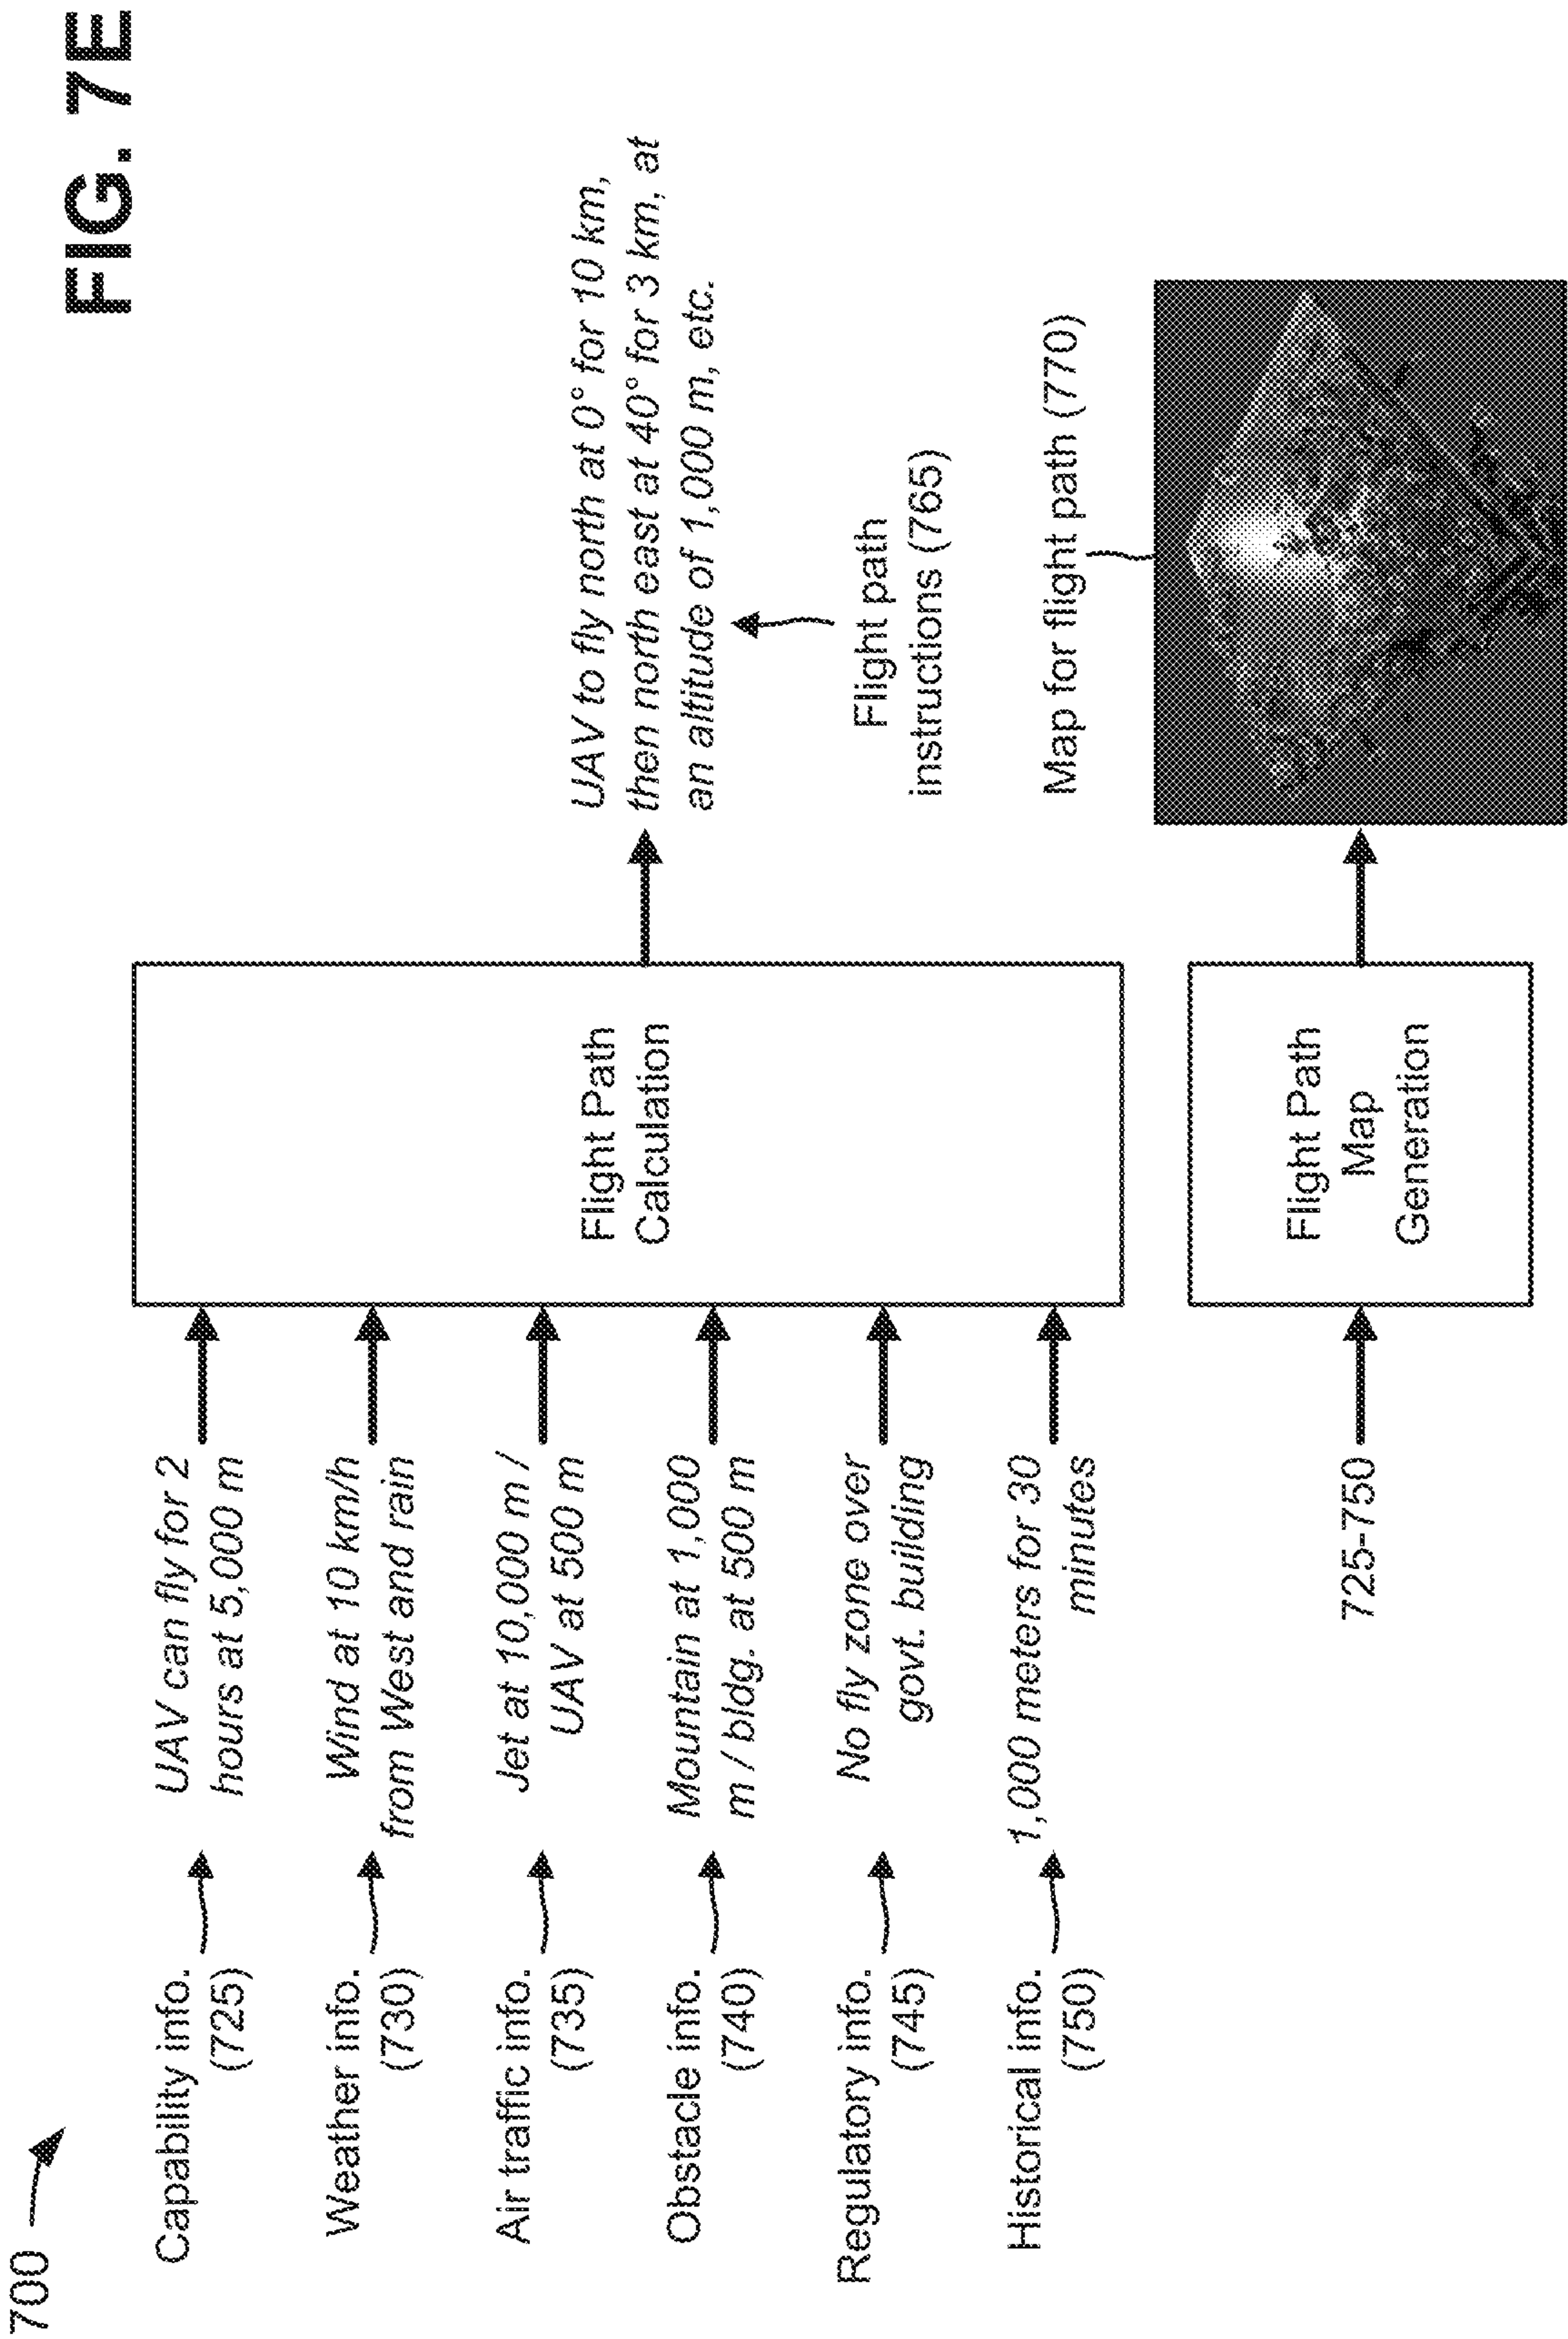 700
FIG. 7E
Capability info.
(725)
UAV can fly for 2
hours at 5,000 m
Weather info.
(730)
Wind at 10 km/h
from West and rain
Air traffic info.
(735)
Jet at 10,000 m /
UAV at 500 m
Obstacle info.
(740)
Mountain at 1,000
m / bldg. at 500 m
Regulatory info.
(745)
No fly zone over
govt. building
Historical info.
(750)
1,000 meters for 30
minutes
Flight Path
Calculation
UAV to fly north at 0° for 10 km,
then north east at 40° for 3 km, at
an altitude of 1,000 m, etc.
Flight path
instructions (765)
725-750
Flight Path
Map
Generation
Map for flight path (770)